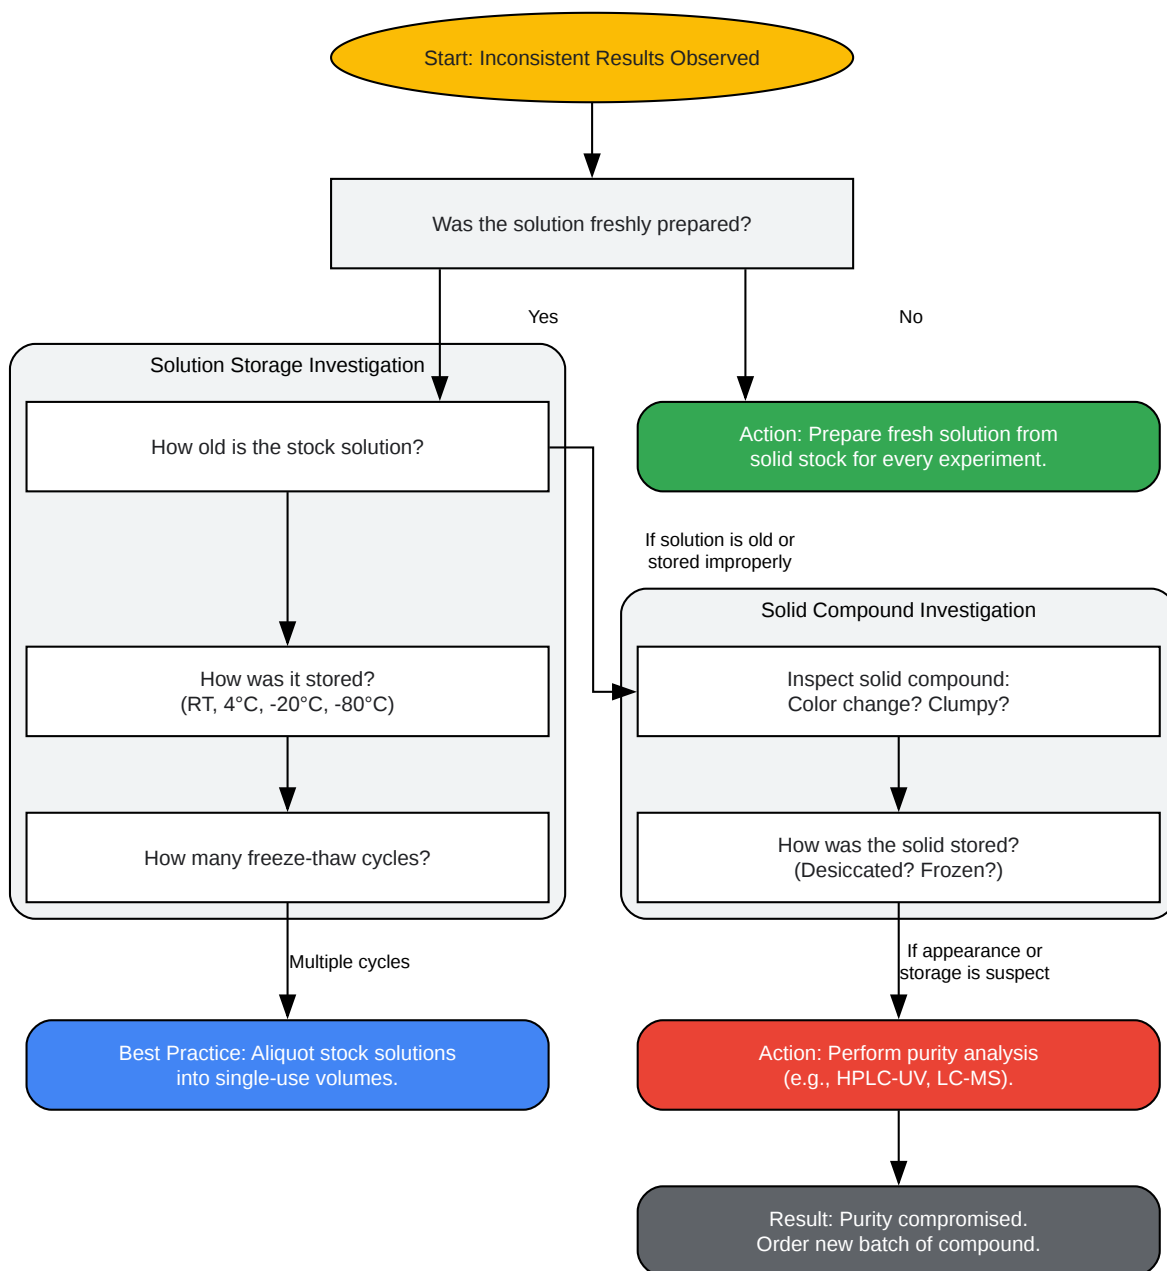 Start: Inconsistent Results Observed
Was the solution freshly prepared?
Yes
No
Solution Storage Investigation
How old is the stock solution?
Action: Prepare fresh solution from
solid stock for every experiment.
If solution is old or
stored improperly
Solid Compound Investigation
How was it stored?
(RT, 4°C, -20°C, -80°C)
Inspect solid compound:
Color change? Clumpy?
How many freeze-thaw cycles?
How was the solid stored?
(Desiccated? Frozen?)
Multiple cycles
If appearance or
storage is suspect
Best Practice: Aliquot stock solutions
into single-use volumes.
Action: Perform purity analysis
(e.g., HPLC-UV, LC-MS).
Result: Purity compromised.
Order new batch of compound.